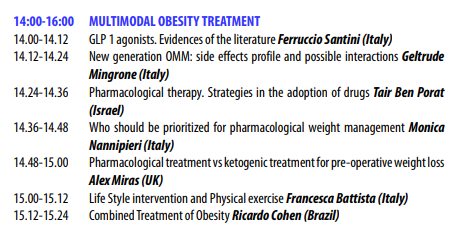 14:00-16:00 MULTIMODAL OBESITY TREATMENT
14.00-14.12 GLP 1 agonists. Evidences of the literature Ferruccio Santini (Italy)
14.12-14.24 New generation OMM: side effects profile and possible interactions Geltrude
Mingrone (Italy)
14.24-14.36 Pharmacological therapy. Strategies in the adoption of drugs Tair Ben Porat
(Israel)
14.36-14.48 Who should be prioritized for pharmacological weight management Monica
Nannipieri (Italy)
14.48-15.00 Pharmacological treatment vs ketogenic treatment for pre-operative weight loss
Alex Miras (UK)
15.00-15.12 Life Style intervention and Physical exercise Francesca Battista (Italy)
15.12-15.24 Combined Treatment of Obesity Ricardo Cohen (Brazil)